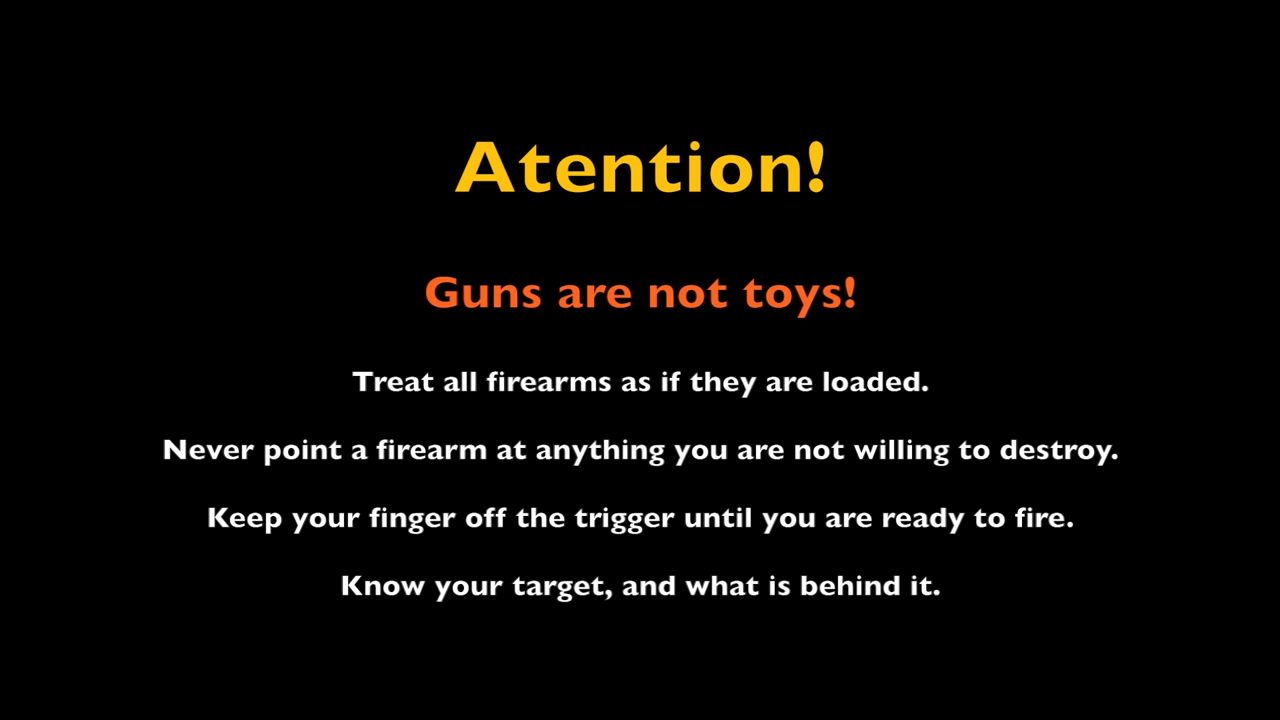 Atention!
Guns are not toys!
Treat all firearms as if they are loaded.
Never point a firearm at anything you are not willing to destroy.
Keep your finger off the trigger until you are ready to fire.
Know your target, and what is behind it.